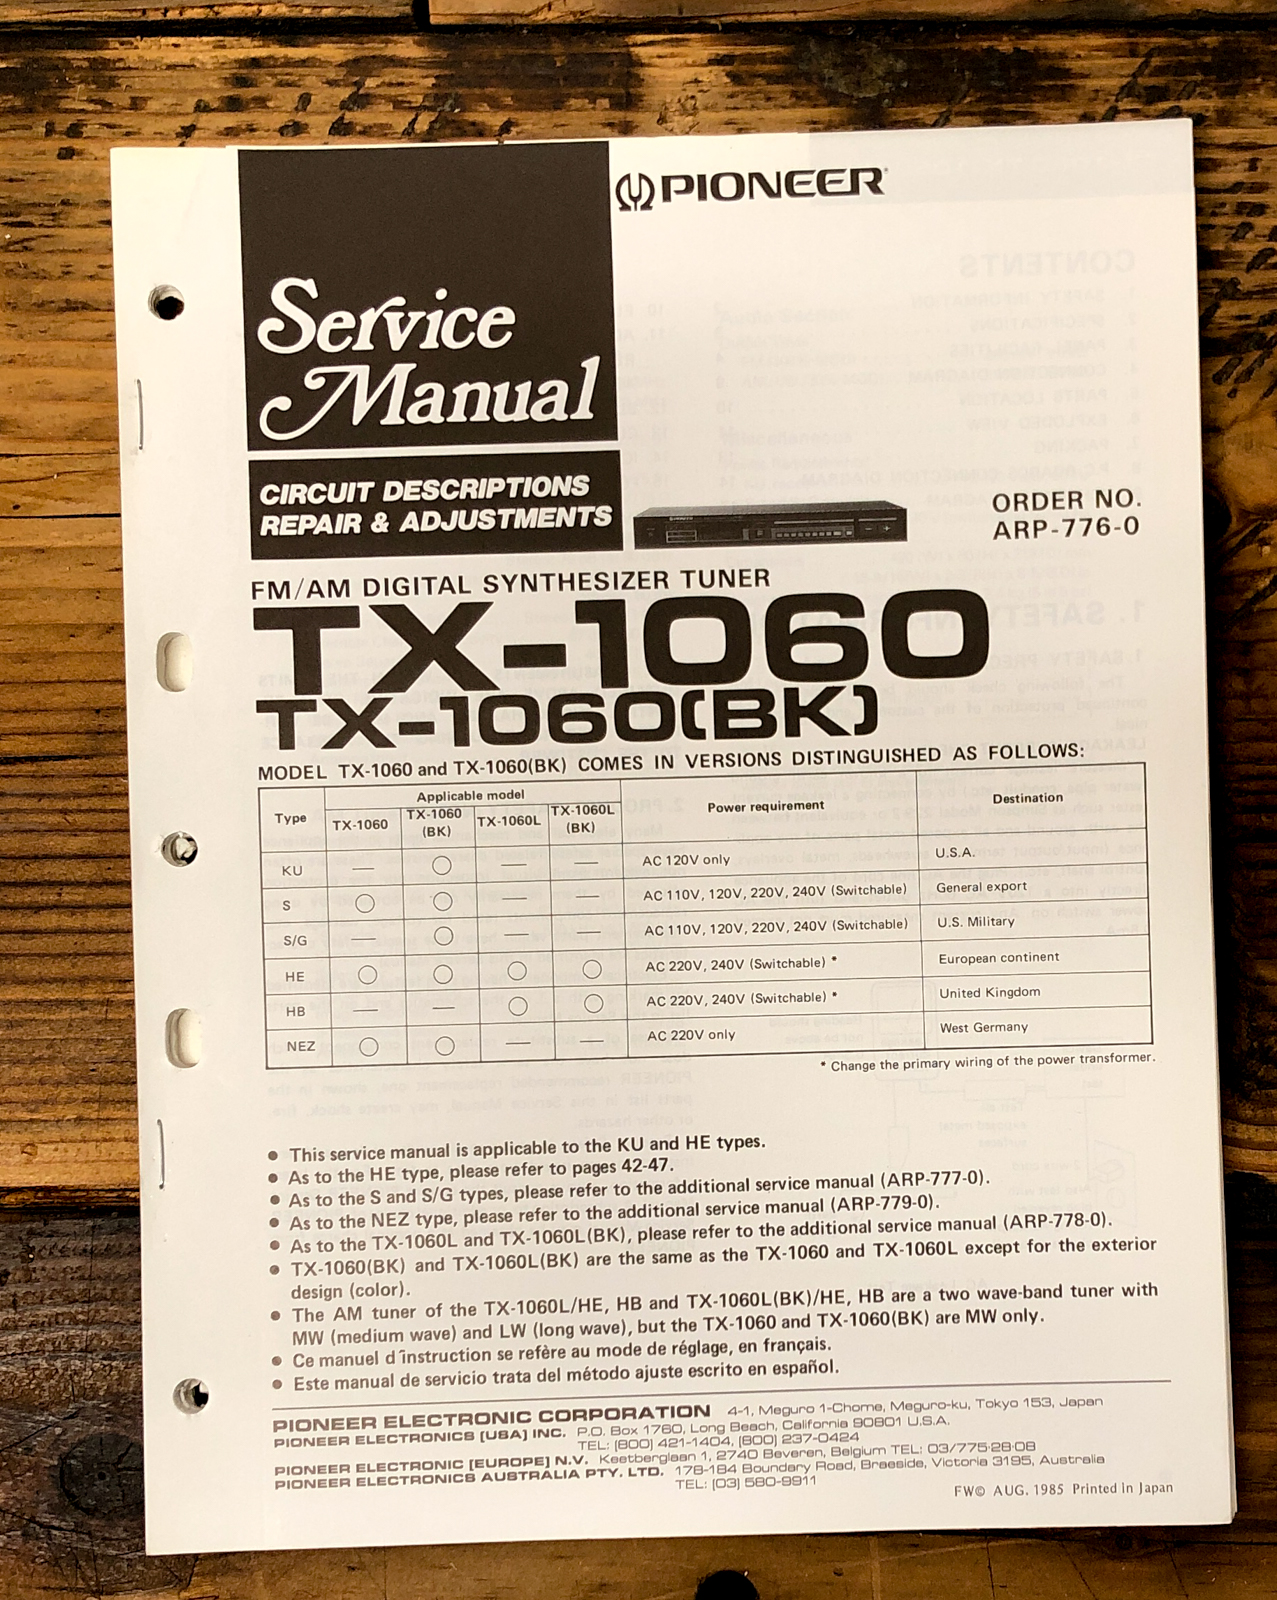 PIONEER
Service
Manual
CIRCUIT DESCRIPTIONS
REPAIR & ADJUSTMENTS
ORDER NO.
ARP-776-0
FM/AM DIGITAL SYNTHESIZER TUNER
TX-1060
TX-1060(BK)
MODEL TX-1060 and TX-1060(BK) COMES IN VERSIONS DISTINGUISHED AS FOLLOWS:
Type Applicable model Power requirement Destination
TX-1060 TX-1060 (BK) TX-1060L TX-1060L (BK)
KU — ○ — — AC 120V only U.S.A.
S ○ ○ — — AC 110V, 120V, 220V, 240V (Switchable) General export
S/G — ○ — — AC 110V, 120V, 220V, 240V (Switchable) U.S. Military
HE ○ ○ ○ ○ AC 220V, 240V (Switchable) * European continent
HB — — ○ ○ AC 220V, 240V (Switchable) * United Kingdom
NEZ ○ ○ — — AC 220V only West Germany
* Change the primary wiring of the power transformer.
● This service manual is applicable to the KU and HE types.
● As to the HE type, please refer to pages 42-47.
● As to the S and S/G types, please refer to the additional service manual (ARP-777-0).
● As to the NEZ type, please refer to the additional service manual (ARP-779-0).
● As to the TX-1060L and TX-1060L(BK), please refer to the additional service manual (ARP-778-0).
● TX-1060(BK) and TX-1060L(BK) are the same as the TX-1060 and TX-1060L except for the exterior
design (color).
● The AM tuner of the TX-1060L/HE, HB and TX-1060L(BK)/HE, HB are a two wave-band tuner with
MW (medium wave) and LW (long wave), but the TX-1060 and TX-1060(BK) are MW only.
● Ce manuel d'instruction se refère au mode de réglage, en français.
● Este manual de servicio trata del método ajuste escrito en español.
PIONEER ELECTRONIC CORPORATION 4-1, Meguro 1-Chome, Meguro-ku, Tokyo 153, Japan
PIONEER ELECTRONICS [USA] INC. P.O. Box 1760, Long Beach, California 90801 U.S.A.
TEL: [800] 421-1404, [800] 237-0424
PIONEER ELECTRONIC [EUROPE] N.V. Keetberglaan 1, 2740 Beveren, Belgium TEL: 03/775·28·08
PIONEER ELECTRONICS AUSTRALIA PTY. LTD. 178-184 Boundary Road, Braeside, Victoria 3195, Australia
TEL: [03] 580-9911
FW© AUG. 1985 Printed in Japan